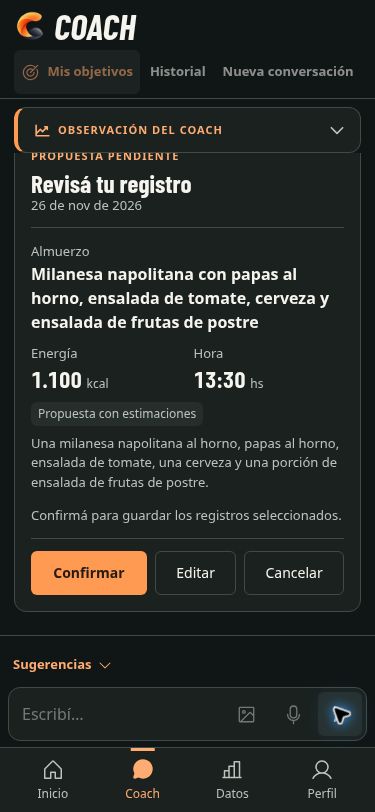 COACH
Mis objetivos Historial Nueva conversación
OBSERVACIÓN DEL COACH
PROPUESTA PENDIENTE
Revisá tu registro
26 de nov de 2026
Almuerzo
Milanesa napolitana con papas al
horno, ensalada de tomate, cerveza y
ensalada de frutas de postre
Energía Hora
1.100 kcal 13:30 hs
Propuesta con estimaciones
Una milanesa napolitana al horno, papas al horno,
ensalada de tomate, una cerveza y una porción de
ensalada de frutas de postre.
Confirmá para guardar los registros seleccionados.
Confirmar Editar Cancelar
Sugerencias
Escribí...
Inicio Coach Datos Perfil